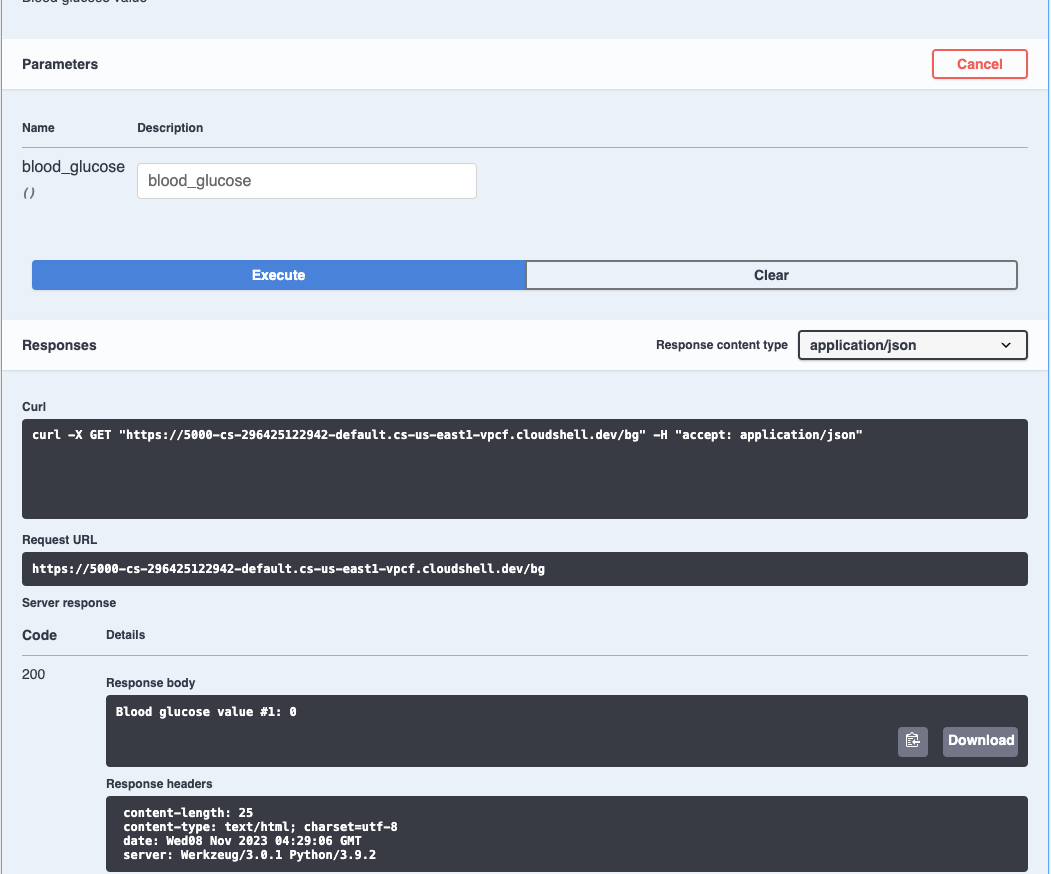 Blood glucose value
Parameters
Cancel
Name Description
blood_glucose
()
blood_glucose
Execute
Clear
Responses
Response content type
application/json
Curl
curl -X GET "https://5000-cs-296425122942-default.cs-us-east1-vpcf.cloudshell.dev/bg" -H "accept: application/json"
Request URL
https://5000-cs-296425122942-default.cs-us-east1-vpcf.cloudshell.dev/bg
Server response
Code Details
200
Response body
Blood glucose value #1: 0
Download
Response headers
content-length: 25
content-type: text/html; charset=utf-8
date: Wed08 Nov 2023 04:29:06 GMT
server: Werkzeug/3.0.1 Python/3.9.2